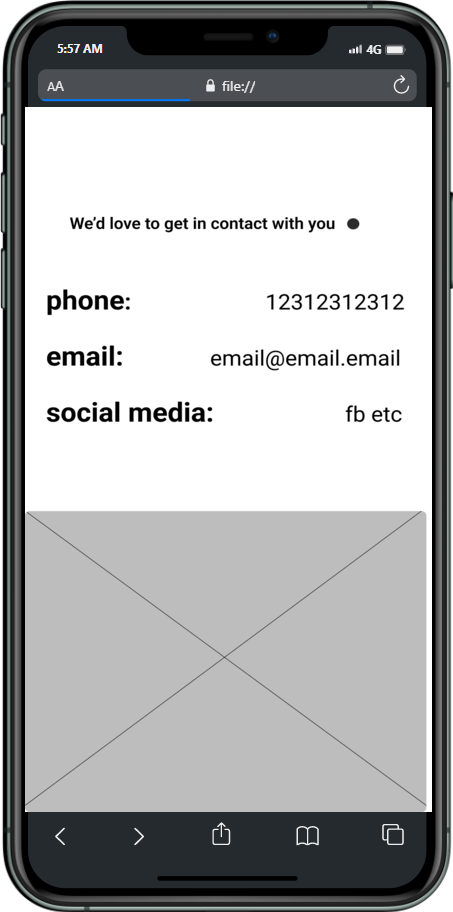 5:57 AM 4G
AA file://
We'd love to get in contact with you
phone: 12312312312
email: email@email.email
social media: fb etc